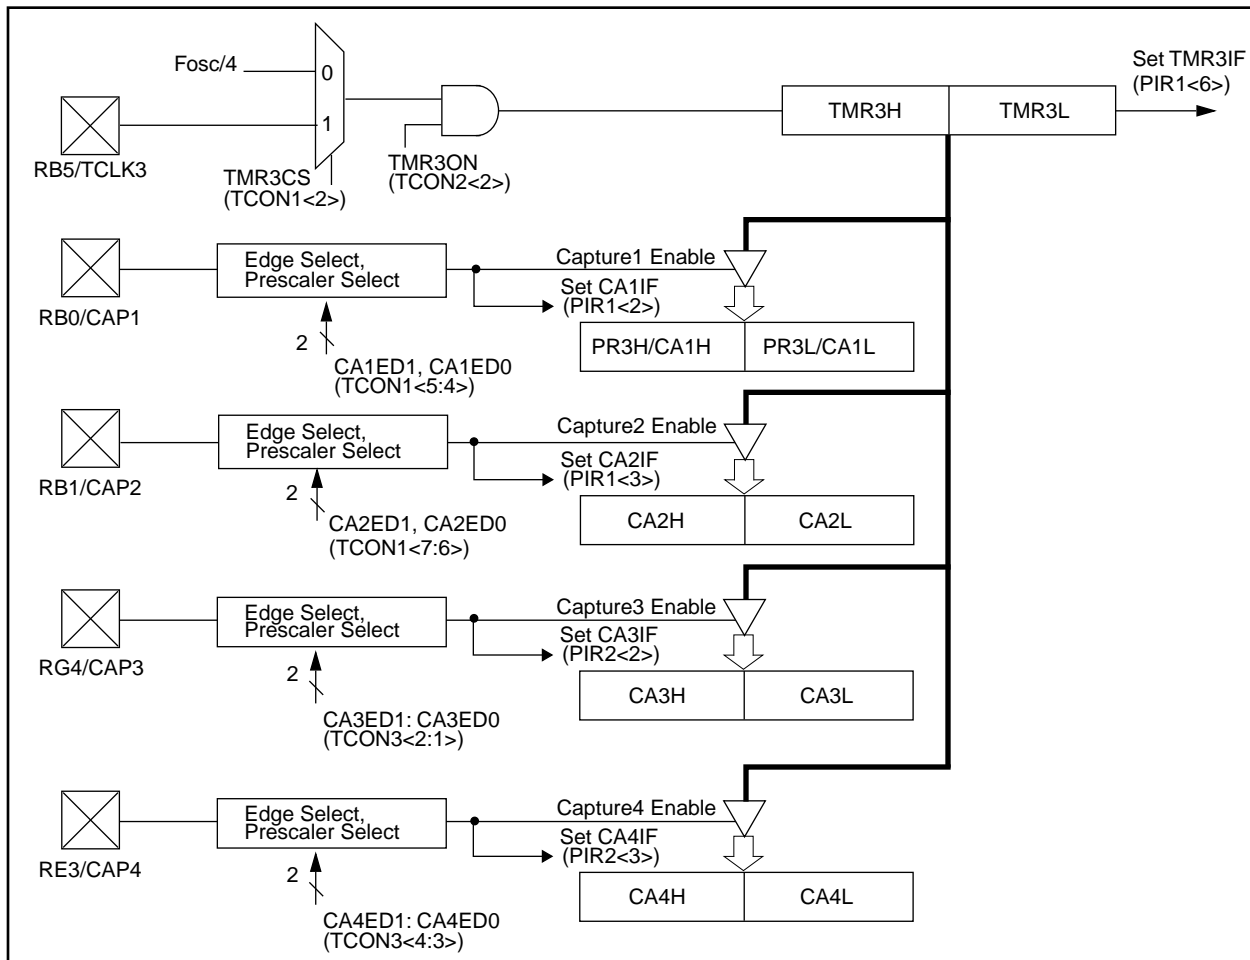 Fosc/4
0
1
RB5/TCLK3
TMR3CS
(TCON1<2>)
TMR3ON
(TCON2<2>)
TMR3H
TMR3L
Set TMR3IF
(PIR1<6>)
RB0/CAP1
Edge Select,
Prescaler Select
2
CA1ED1, CA1ED0
(TCON1<5:4>)
Capture1 Enable
Set CA1IF
(PIR1<2>)
PR3H/CA1H
PR3L/CA1L
RB1/CAP2
Edge Select,
Prescaler Select
2
CA2ED1, CA2ED0
(TCON1<7:6>)
Capture2 Enable
Set CA2IF
(PIR1<3>)
CA2H
CA2L
RG4/CAP3
Edge Select,
Prescaler Select
2
CA3ED1: CA3ED0
(TCON3<2:1>)
Capture3 Enable
Set CA3IF
(PIR2<2>)
CA3H
CA3L
RE3/CAP4
Edge Select,
Prescaler Select
2
CA4ED1: CA4ED0
(TCON3<4:3>)
Capture4 Enable
Set CA4IF
(PIR2<3>)
CA4H
CA4L